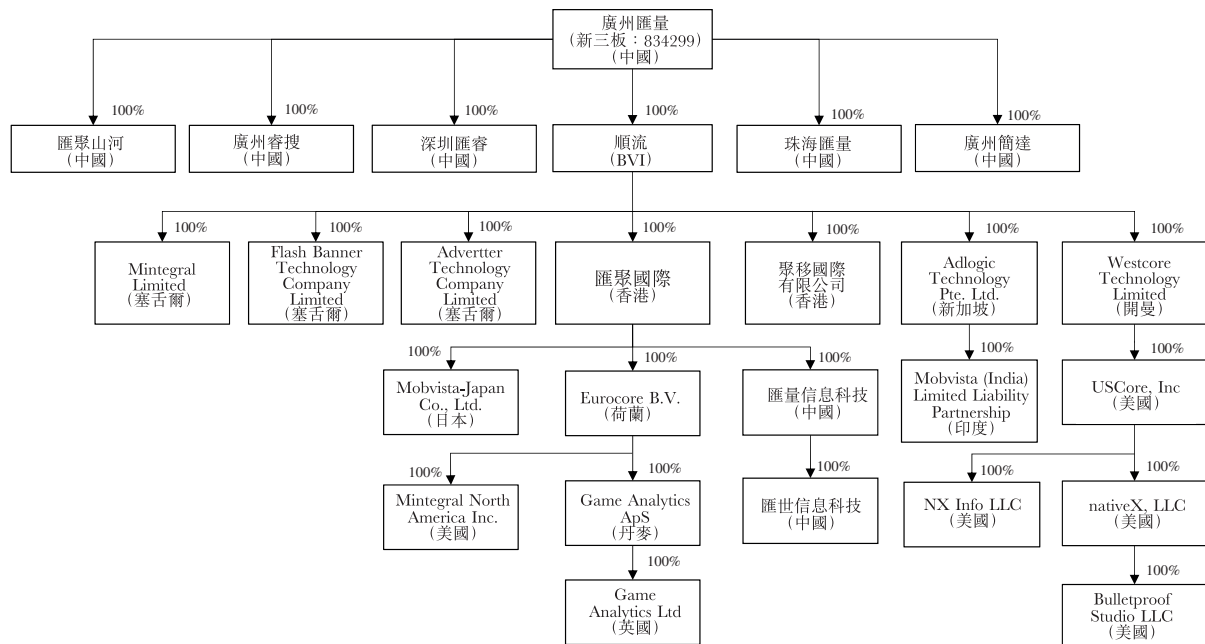 廣州匯量
(新三板：834299)
(中國)
100%
100%
100%
100%
100%
100%
匯聚山河
(中國)
廣州睿搜
(中國)
深圳匯睿
(中國)
順流
(BVI)
珠海匯量
(中國)
廣州簡達
(中國)
100%
100%
100%
100%
100%
100%
100%
Mintegral
Limited
(塞舌爾)
Flash Banner
Technology
Company
Limited
(塞舌爾)
Advertter
Technology
Company
Limited
(塞舌爾)
匯聚國際
(香港)
聚移國際
有限公司
(香港)
Adlogic
Technology
Pte. Ltd.
(新加坡)
Westcore
Technology
Limited
(開曼)
100%
100%
100%
100%
100%
Mobvista-Japan
Co., Ltd.
(日本)
Eurocore B.V.
(荷蘭)
匯量信息科技
(中國)
Mobvista (India)
Limited Liability
Partnership
(印度)
USCore, Inc
(美國)
100%
100%
100%
100%
100%
Mintegral North
America Inc.
(美國)
Game Analytics
ApS
(丹麥)
匯世信息科技
(中國)
NX Info LLC
(美國)
nativeX, LLC
(美國)
100%
100%
Game
Analytics Ltd
(英國)
Bulletproof
Studio LLC
(美國)